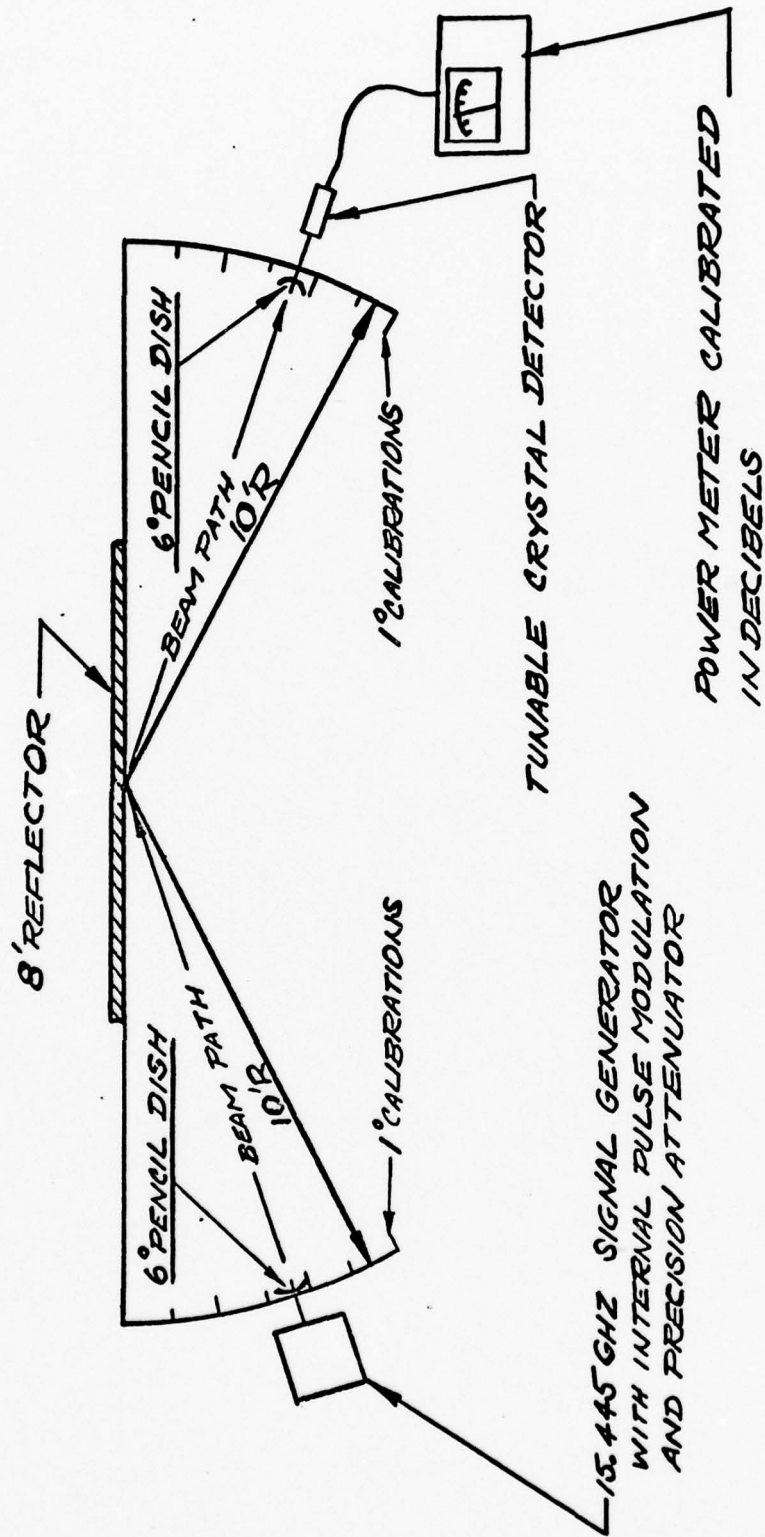 8' REFLECTOR
6° PENCIL DISH
6° PENCIL DISH
BEAM PATH
10'R
BEAM PATH
10'R
1° CALIBRATIONS
1° CALIBRATIONS
15.445 GHZ SIGNAL GENERATOR
WITH INTERNAL PULSE MODULATION
AND PRECISION ATTENUATOR
TUNABLE CRYSTAL DETECTOR
POWER METER CALIBRATED
IN DECIBELS